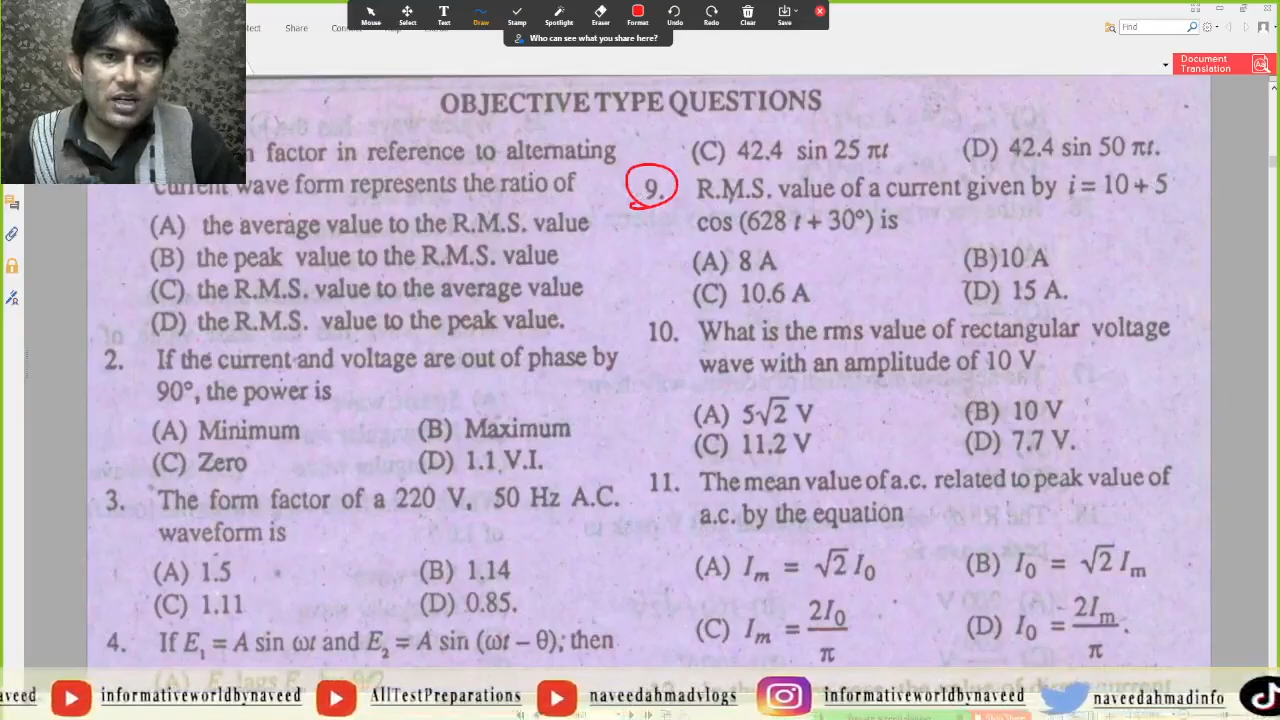 Mouse
Select
Text
Draw
Stamp
Spotlight
Eraser
Format
Undo
Redo
Clear
Save
Who can see what you share here?
Share
Find
Document
Translation
OBJECTIVE TYPE QUESTIONS
factor in reference to alternating
current wave form represents the ratio of
(A) the average value to the R.M.S. value
(B) the peak value to the R.M.S. value
(C) the R.M.S. value to the average value
(D) the R.M.S. value to the peak value.
2. If the current and voltage are out of phase by
90°, the power is
(A) Minimum (B) Maximum
(C) Zero (D) 1.1 V.I.
3. The form factor of a 220 V, 50 Hz A.C.
waveform is
(A) 1.5 (B) 1.14
(C) 1.11 (D) 0.85.
4. If E₁ = A sin ωt and E₂ = A sin (ωt – θ); then
(C) 42.4 sin 25 πt (D) 42.4 sin 50 πt.
9. R.M.S. value of a current given by i = 10 + 5
cos (628 t + 30°) is
(A) 8 A (B) 10 A
(C) 10.6 A (D) 15 A.
10. What is the rms value of rectangular voltage
wave with an amplitude of 10 V
(A) 5√2 V (B) 10 V
(C) 11.2 V (D) 7.7 V.
11. The mean value of a.c. related to peak value of
a.c. by the equation
(A) Iₘ = √2 I₀ (B) I₀ = √2 Iₘ
(C) Iₘ = 2I₀/π (D) I₀ = 2Iₘ/π.
naveed informativeworldbynaveed AllTestPreparations naveedahmadvlogs informativeworldbynaveed naveedahmadinfo